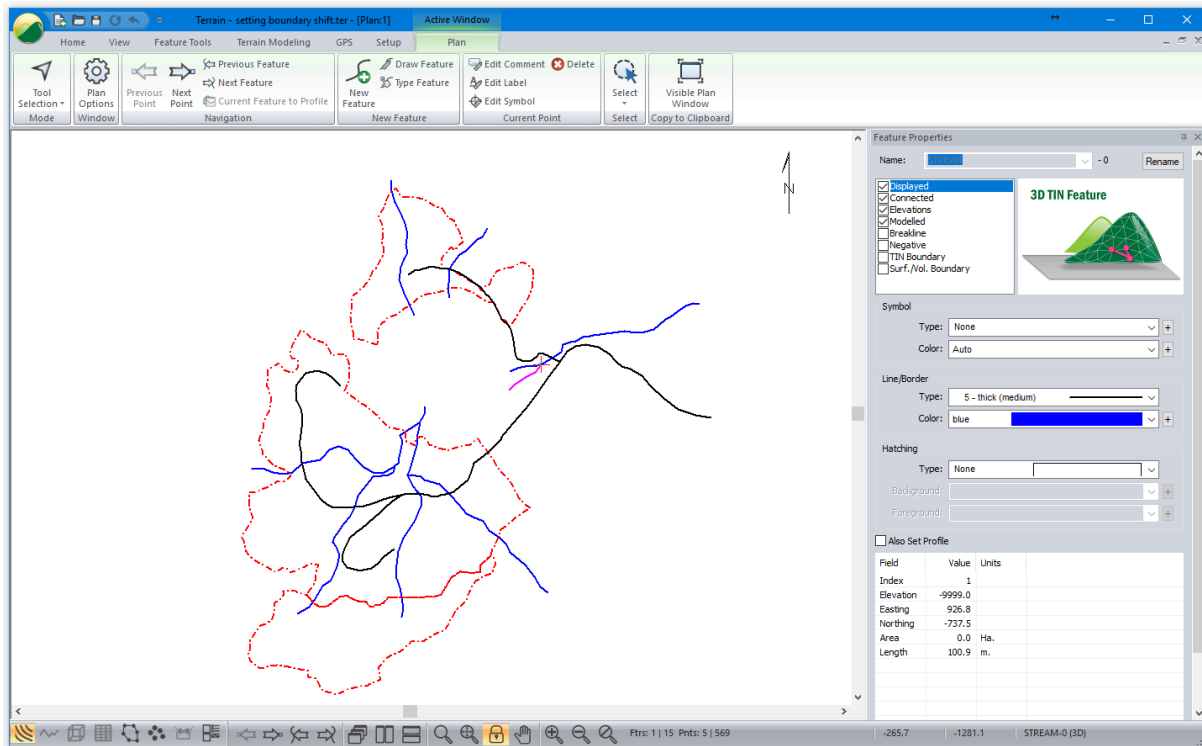 Terrain - setting boundary shift.ter - [Plan:1]
Active Window
Home View Feature Tools Terrain Modeling GPS Setup Plan
Tool Selection
Mode
Plan Options
Window
Previous Point
Next Point
Previous Feature
Next Feature
Current Feature to Profile
Navigation
New Feature
Draw Feature
Type Feature
New Feature
Edit Comment
Delete
Edit Label
Edit Symbol
Current Point
Select
Select
Visible Plan Window
Copy to Clipboard
N
Feature Properties
Name: STREAM - 0 Rename
Displayed
Connected
Elevations
Modelled
Breakline
Negative
TIN Boundary
Surf./Vol. Boundary
3D TIN Feature
Symbol
Type: None
Color: Auto
Line/Border
Type: 5 - thick (medium)
Color: blue
Hatching
Type: None
Background:
Foreground:
Also Set Profile
Field Value Units
Index 1
Elevation -9999.0
Easting 926.8
Northing -737.5
Area 0.0 Ha.
Length 100.9 m.
Ftrs: 1 | 15 Pnts: 5 | 569
-265.7
-1281.1
STREAM-0 (3D)